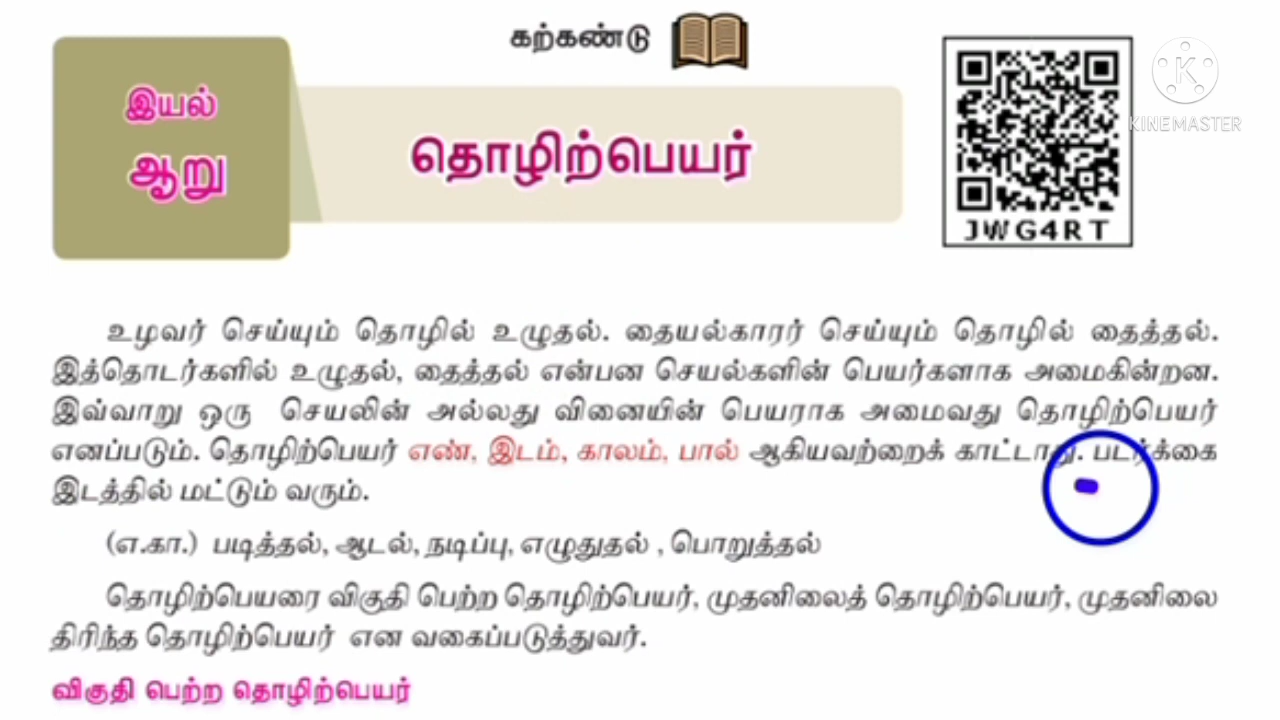 கற்கண்டு
இயல்
ஆறு
தொழிற்பெயர்
KINEMASTER
JWG4RT
உழவர் செய்யும் தொழில் உழுதல். தையல்காரர் செய்யும் தொழில் தைத்தல்.
இத்தொடர்களில் உழுதல், தைத்தல் என்பன செயல்களின் பெயர்களாக அமைகின்றன.
இவ்வாறு ஒரு செயலின் அல்லது வினையின் பெயராக அமைவது தொழிற்பெயர்
எனப்படும். தொழிற்பெயர் எண், இடம், காலம், பால் ஆகியவற்றைக் காட்டாது. படர்க்கை
இடத்தில் மட்டும் வரும்.
(எ.கா.) படித்தல், ஆடல், நடிப்பு, எழுதுதல் , பொறுத்தல்
தொழிற்பெயரை விகுதி பெற்ற தொழிற்பெயர், முதனிலைத் தொழிற்பெயர், முதனிலை
திரிந்த தொழிற்பெயர் என வகைப்படுத்துவர்.
விகுதி பெற்ற தொழிற்பெயர்